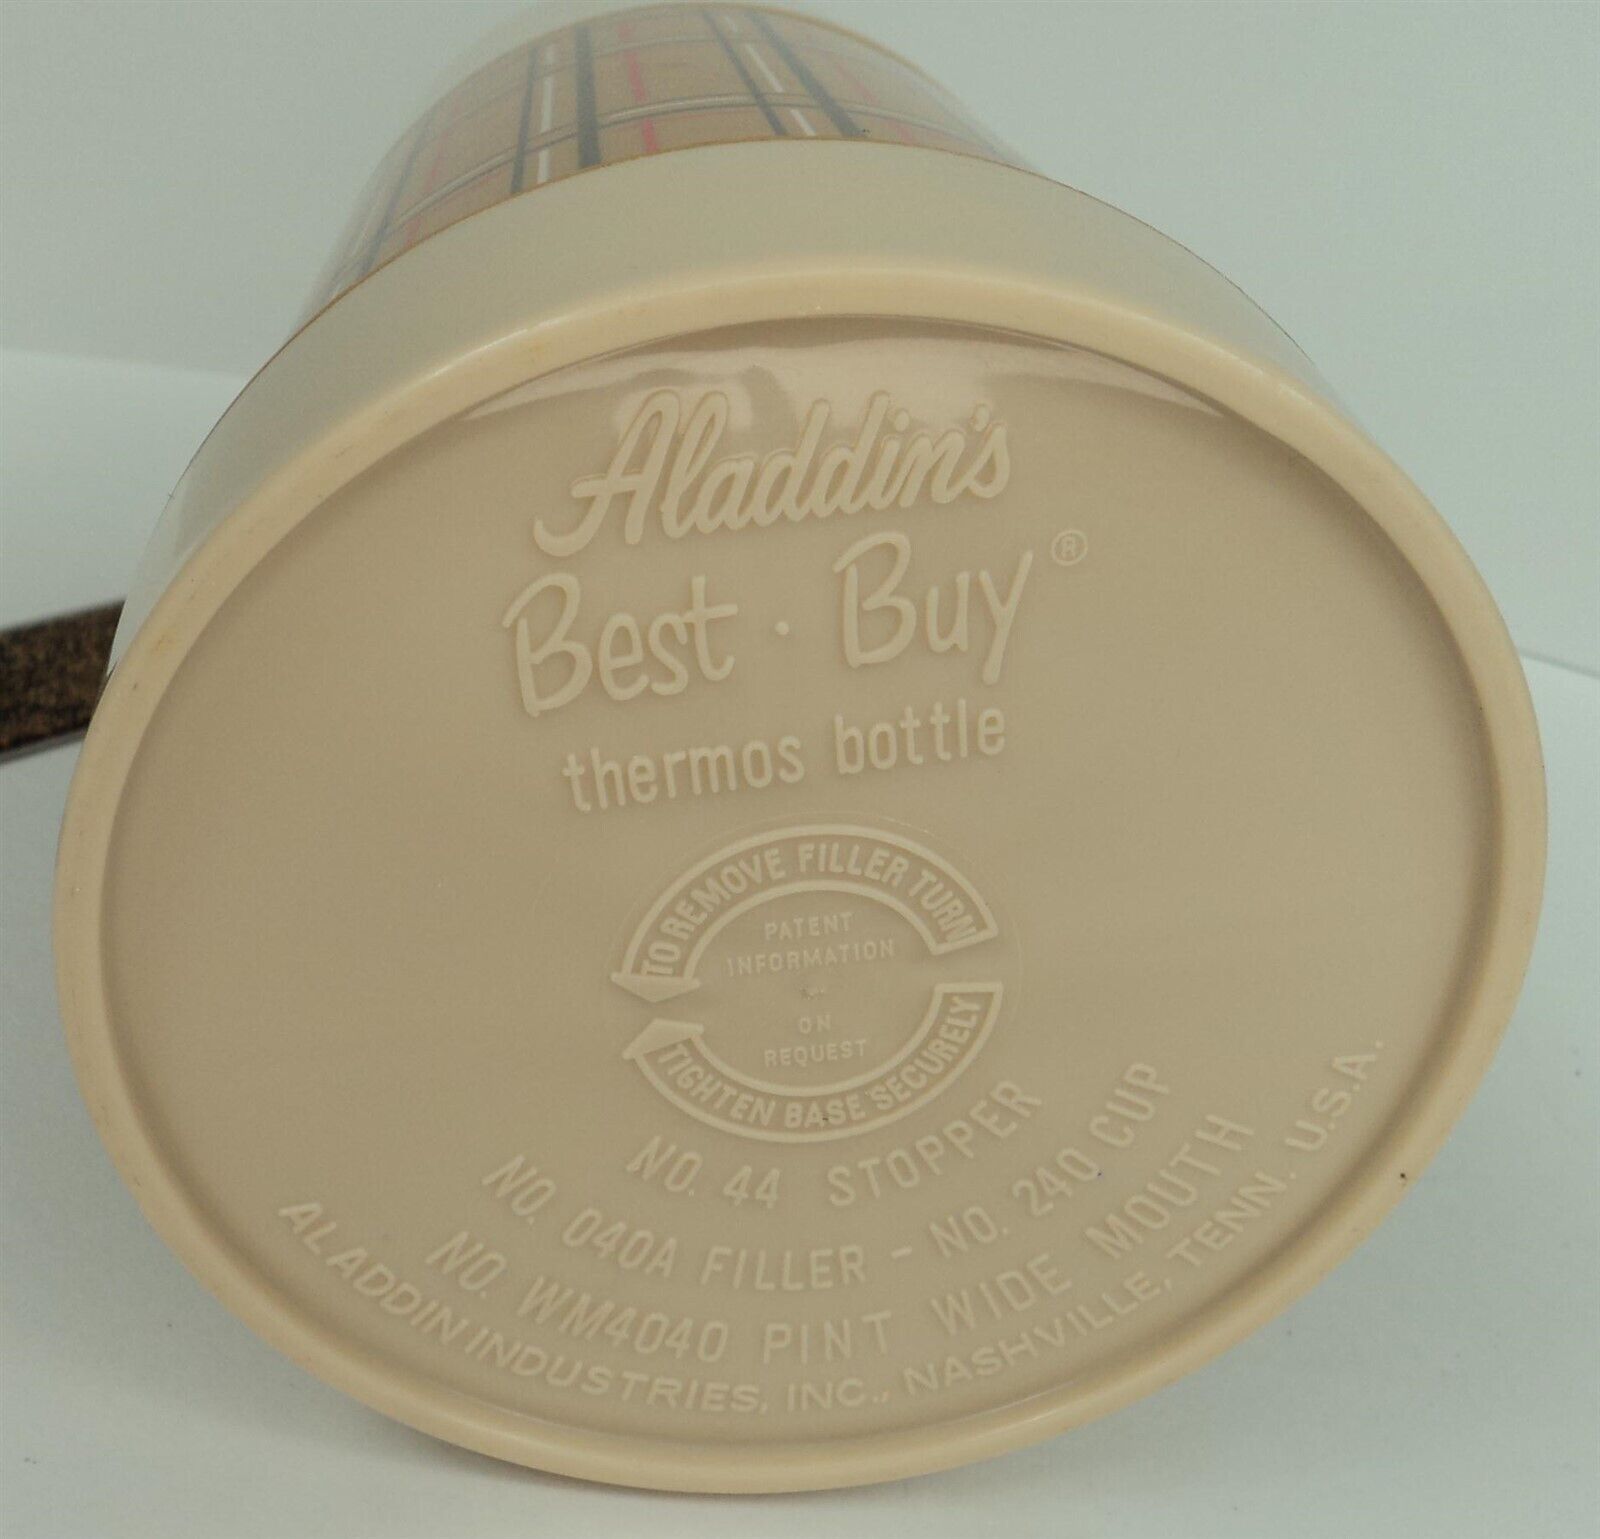 Aladdin's
Best · Buy®
thermos bottle
TO REMOVE FILLER TURN
PATENT
INFORMATION
ON
REQUEST
TIGHTEN BASE SECURELY
NO. 44 STOPPER
NO. 040A FILLER - NO. 240 CUP
NO. WM4040 PINT WIDE MOUTH
ALADDIN INDUSTRIES, INC., NASHVILLE, TENN. U.S.A.